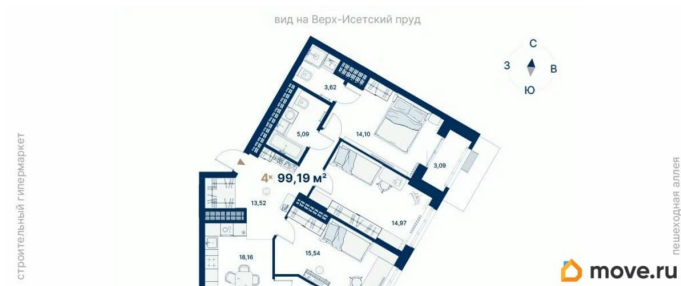 вид на Верх-Исетский пруд
С
З
В
Ю
3,62
14,10
5,09
3,09
4к 99,19 м²
13,52
14,97
15,54
18,16
строительный гипермаркет
пешеходная аллея
move.ru